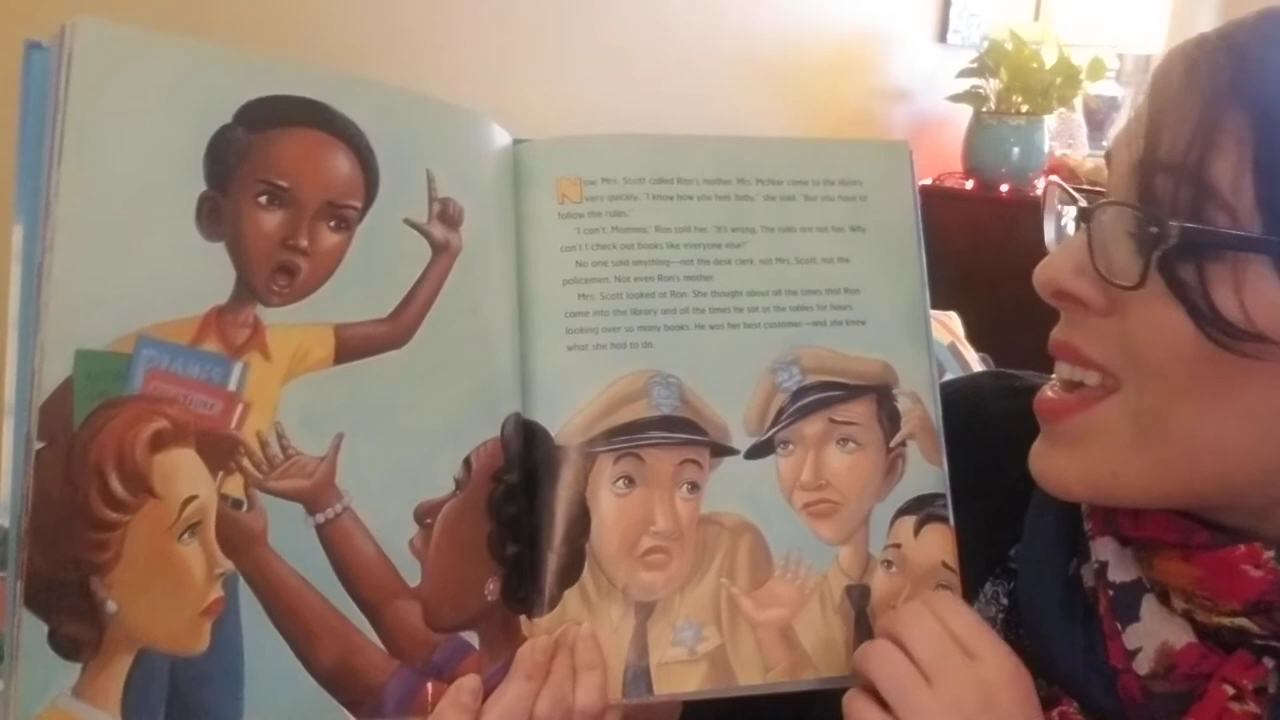 PLANES
Now, Mrs. Scott called Ron's mother. Mrs. McNair came to the library
very quickly. "I know how you feel, baby," she said. "But you have to
follow the rules."
"I can't, Momma," Ron told her. "It's wrong. The rules are not fair. Why
can't I check out books like everyone else?"
No one said anything—not the desk clerk, not Mrs. Scott, not the
policemen. Not even Ron's mother.
Mrs. Scott looked at Ron. She thought about all the times that Ron
came into the library and all the times he sat at the tables for hours,
looking over so many books. He was her best customer—and she knew
what she had to do.